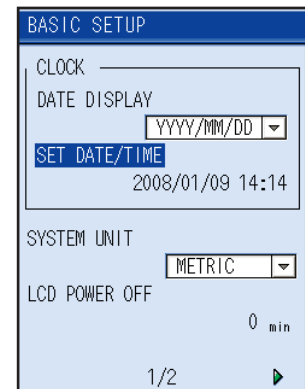 BASIC SETUP
CLOCK
DATE DISPLAY
YYYY/MM/DD
SET DATE/TIME
2008/01/09 14:14
SYSTEM UNIT
METRIC
LCD POWER OFF
0 min
1/2